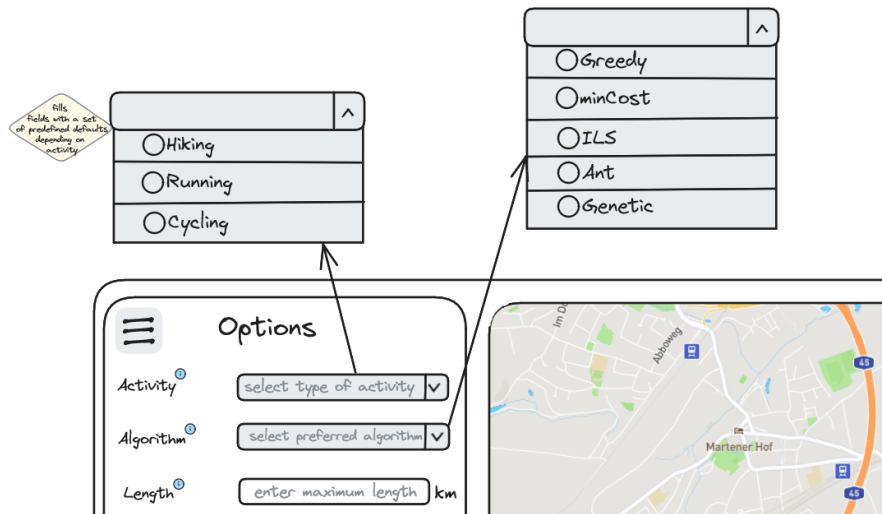 Greedy
minCost
ILS
Ant
Genetic
fills
fields with a set
of predefined defaults
depending on
activity
Hiking
Running
Cycling
Options
Activity
i
select type of activity
Algorithm
i
select preferred algorithm
Length
i
enter maximum length
km
Im Do
Abboweg
45
Martener Hof
45